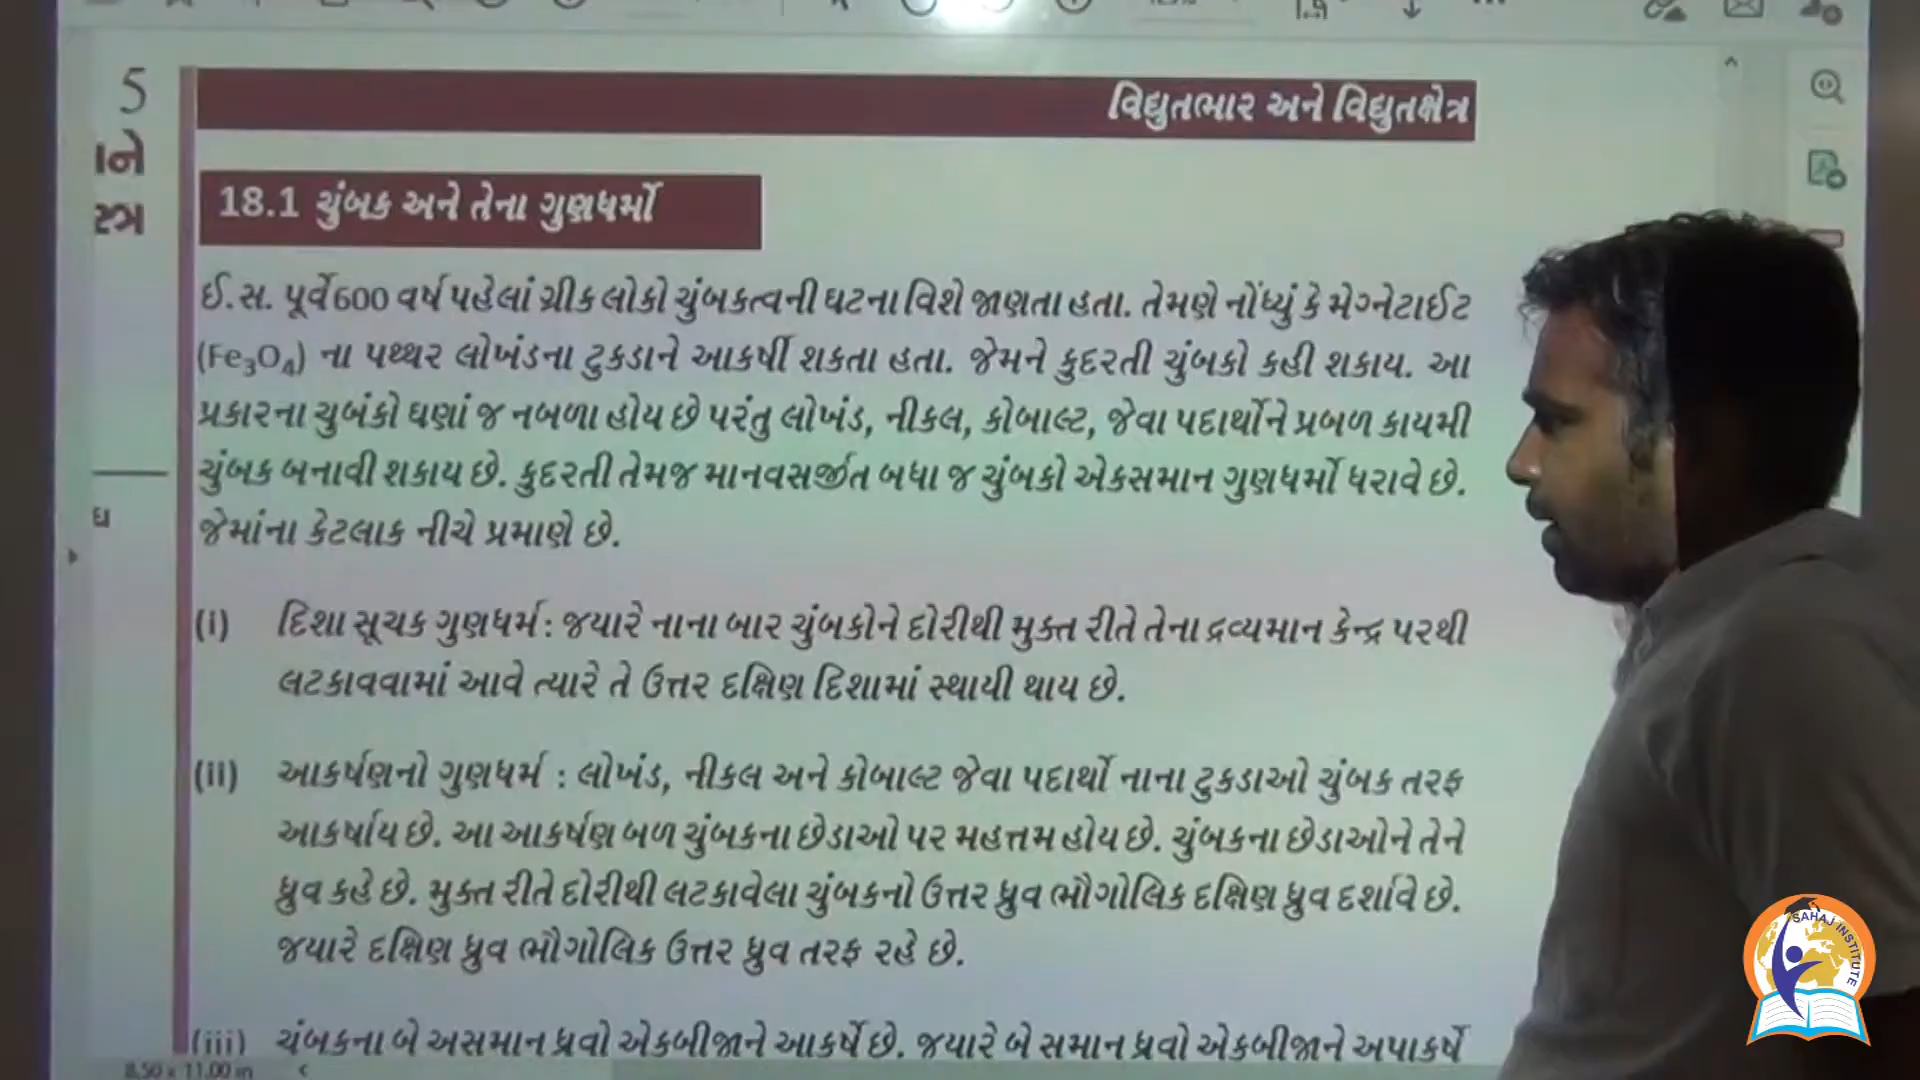 5
વિદ્યુતભાર અને વિદ્યુતક્ષેત્ર
ાને
ત્ર
18.1 ચુંબક અને તેના ગુણધર્મો
ઈ.સ. પૂર્વે 600 વર્ષ પહેલાં ગ્રીક લોકો ચુંબકત્વની ઘટના વિશે જાણતા હતા. તેમણે નોંધ્યું કે મેગ્નેટાઈટ
(Fe₃O₄) ના પથ્થર લોખંડના ટુકડાને આકર્ષી શકતા હતા. જેમને કુદરતી ચુંબકો કહી શકાય. આ
પ્રકારના ચુબંકો ઘણાં જ નબળા હોય છે પરંતુ લોખંડ, નીકલ, કોબાલ્ટ, જેવા પદાર્થોને પ્રબળ કાયમી
ચુંબક બનાવી શકાય છે. કુદરતી તેમજ માનવસર્જીત બધા જ ચુંબકો એકસમાન ગુણધર્મો ધરાવે છે.
જેમાંના કેટલાક નીચે પ્રમાણે છે.
ધ
(i) દિશા સૂચક ગુણધર્મ : જયારે નાના બાર ચુંબકોને દોરીથી મુક્ત રીતે તેના દ્રવ્યમાન કેન્દ્ર પરથી
લટકાવવામાં આવે ત્યારે તે ઉત્તર દક્ષિણ દિશામાં સ્થાયી થાય છે.
(ii) આકર્ષણનો ગુણધર્મ : લોખંડ, નીકલ અને કોબાલ્ટ જેવા પદાર્થો નાના ટુકડાઓ ચુંબક તરફ
આકર્ષાય છે. આ આકર્ષણ બળ ચુંબકના છેડાઓ પર મહત્તમ હોય છે. ચુંબકના છેડાઓને તેને
ધ્રુવ કહે છે. મુક્ત રીતે દોરીથી લટકાવેલા ચુંબકનો ઉત્તર ધ્રુવ ભૌગોલિક દક્ષિણ ધ્રુવ દર્શાવે છે.
જયારે દક્ષિણ ધ્રુવ ભૌગોલિક ઉત્તર ધ્રુવ તરફ રહે છે.
(iii) ચુંબકના બે અસમાન ધ્રુવો એકબીજાને આકર્ષે છે. જયારે બે સમાન ધ્રુવો એકબીજાને અપાકર્ષે
8.50 x 11.00 in
SAHAJ INSTITUTE